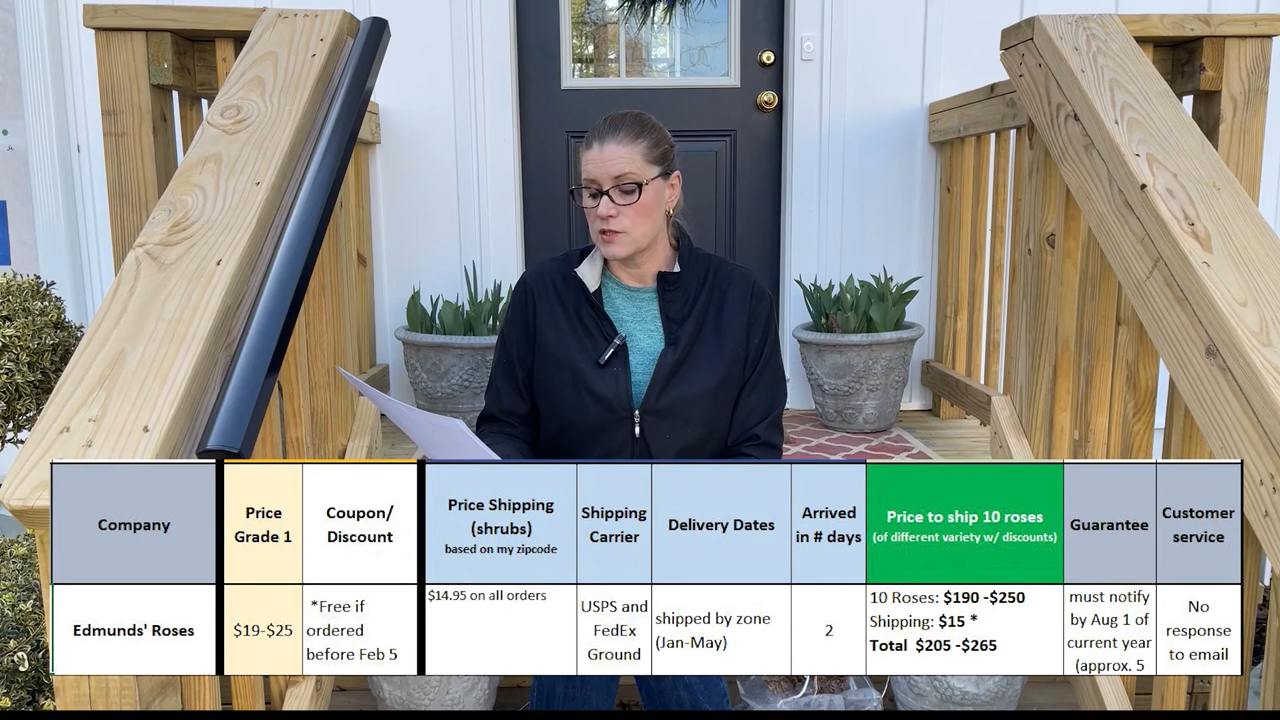 Company
Price
Grade 1
Coupon/
Discount
Price Shipping
(shrubs)
based on my zipcode
Shipping
Carrier
Delivery Dates
Arrived
in # days
Price to ship 10 roses
(of different variety w/ discounts)
Guarantee
Customer
service
Edmunds' Roses
$19-$25
*Free if
ordered
before Feb 5
$14.95 on all orders
USPS and
FedEx
Ground
shipped by zone
(Jan-May)
2
10 Roses: $190 -$250
Shipping: $15 *
Total $205 -$265
must notify
by Aug 1 of
current year
(approx. 5
No
response
to email